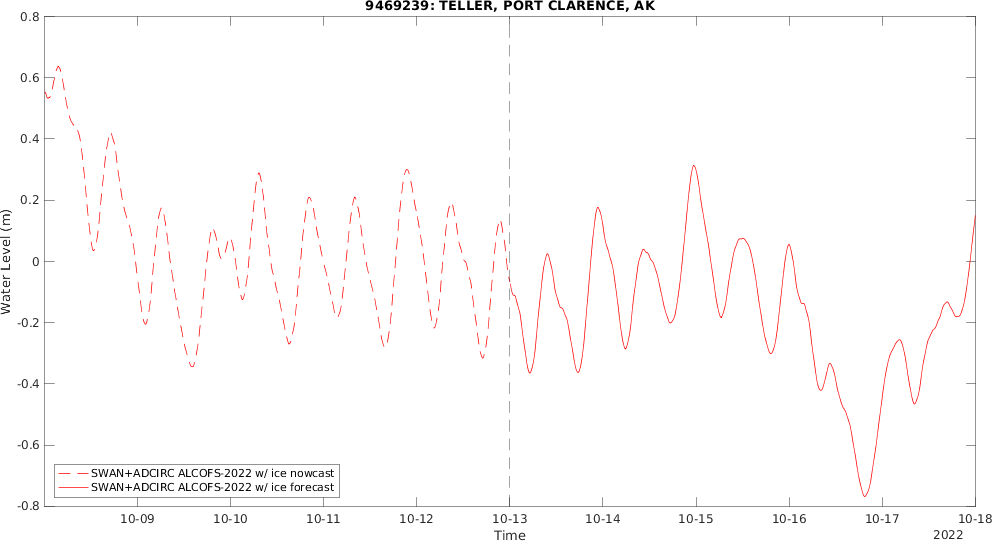 9469239: TELLER, PORT CLARENCE, AK
Water Level (m)
0.8
0.6
0.4
0.2
0
-0.2
-0.4
-0.6
-0.8
SWAN+ADCIRC ALCOFS-2022 w/ ice nowcast
SWAN+ADCIRC ALCOFS-2022 w/ ice forecast
10-09 10-10 10-11 10-12 10-13 10-14 10-15 10-16 10-17 10-18
Time
2022